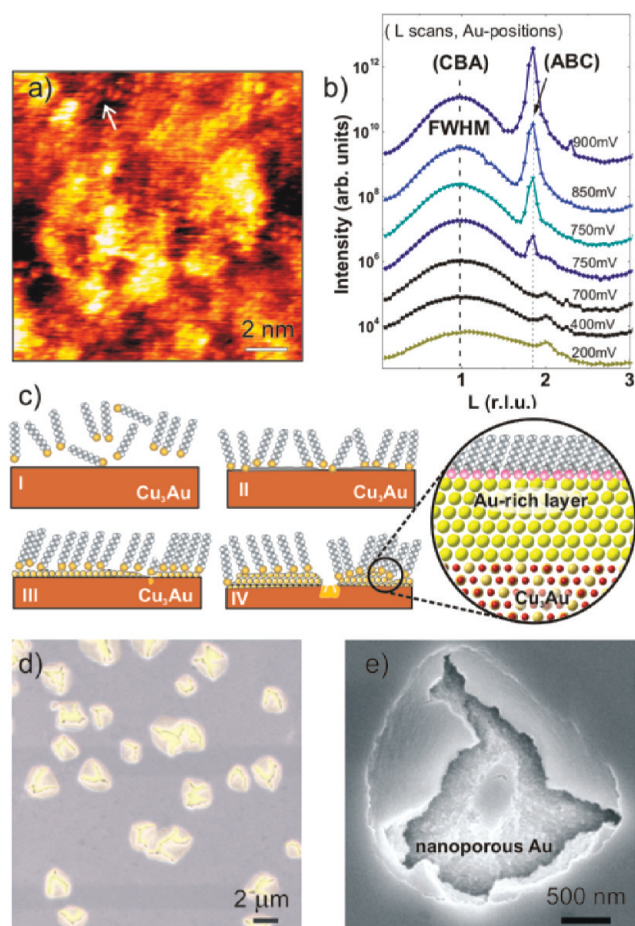 a)
2 nm
b)
( L scans, Au-positions)
(CBA)
(ABC)
FWHM
900mV
850mV
750mV
750mV
700mV
400mV
200mV
10¹²
10¹⁰
10⁸
10⁶
10⁴
Intensity (arb. units)
0 1 2 3
L (r.l.u.)
c)
I
Cu₃Au
II
Cu₃Au
III
Cu₃Au
IV
Au-rich layer
Cu₃Au
d)
2 μm
e)
nanoporous Au
500 nm